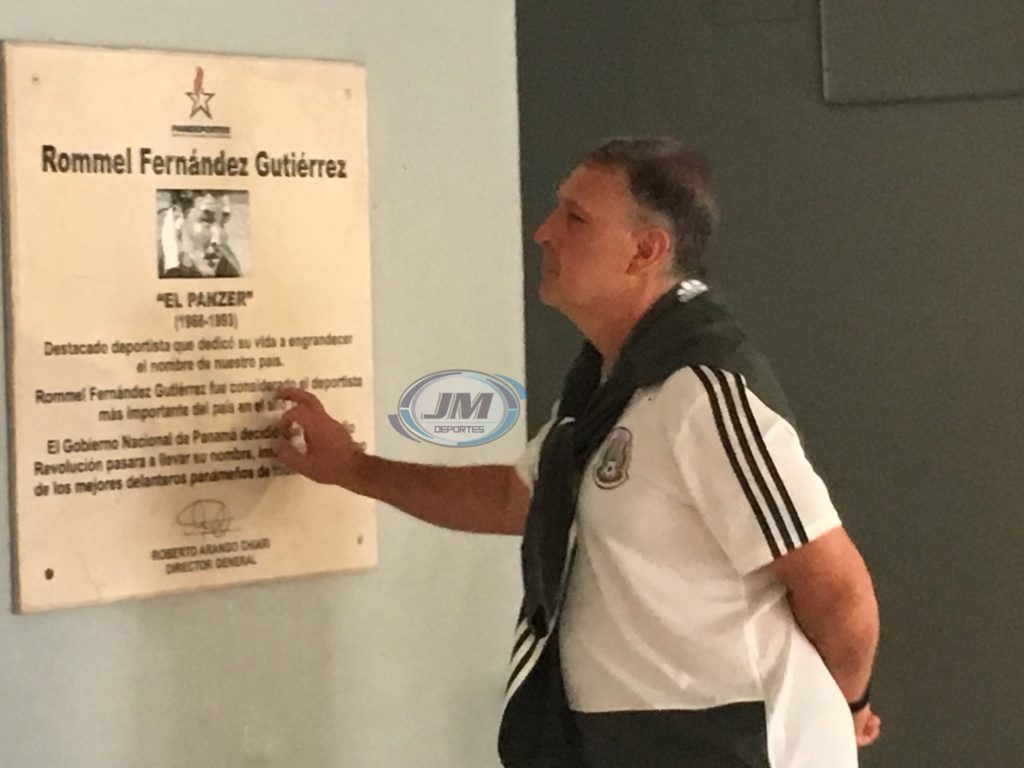 PANDEPORTES
Rommel Fernández Gutiérrez
"EL PANZER"
(1966-1993)
Destacado deportista que dedicó su vida a engrandecer
el nombre de nuestro país.
Rommel Fernández Gutiérrez fue considerado el deportista
más importante del país en el
El Gobierno Nacional de Panamá decidió
Revolución pasara a llevar su nombre,
de los mejores delanteros panameños de
ROBERTO ARANGO CHIARI
DIRECTOR GENERAL
JM
DEPORTES